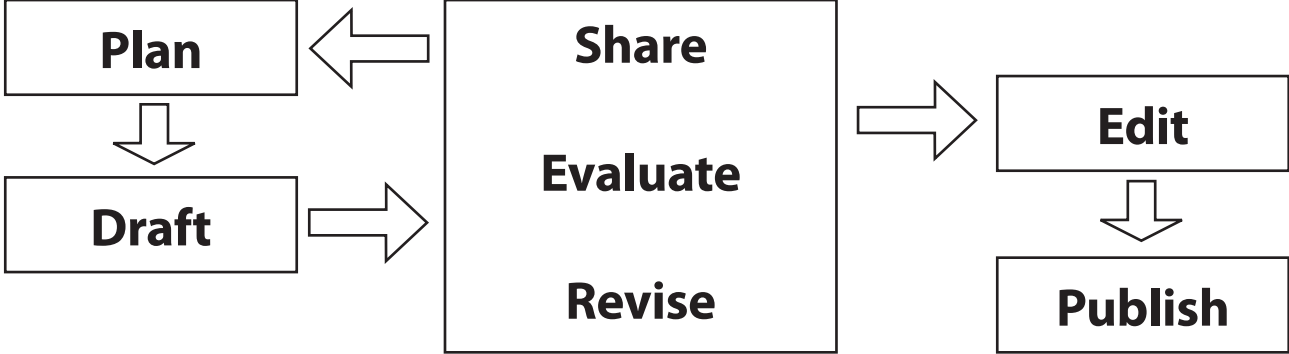 Plan
Draft
Share
Evaluate
Revise
Edit
Publish